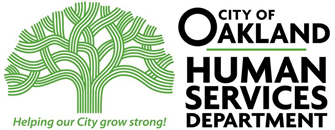 Helping our City grow strong!
CITY OF
OAKLAND
HUMAN
SERVICES
DEPARTMENT